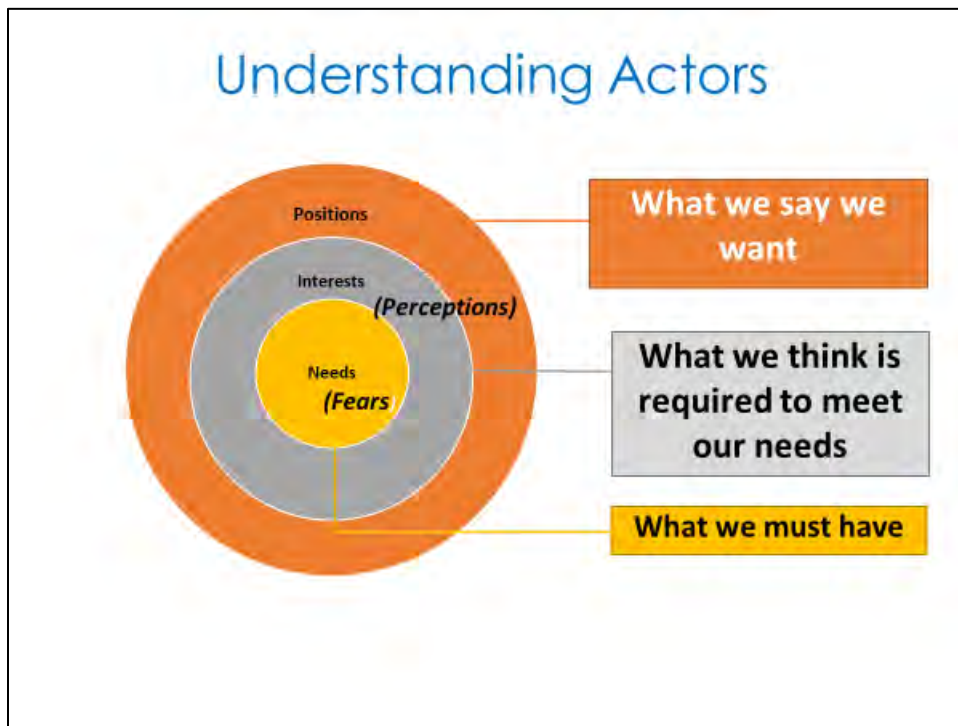 Understanding Actors
Positions
What we say we
want
Interests
(Perceptions)
What we think is
required to meet
our needs
Needs
(Fears
What we must have